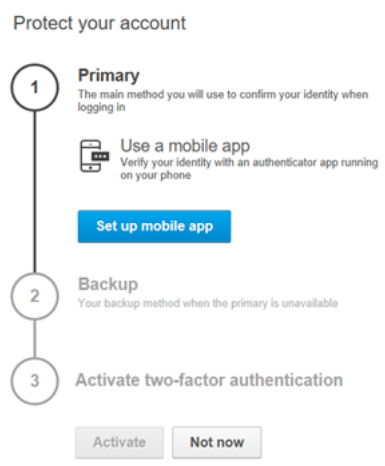 Protect your account
1
Primary
The main method you will use to confirm your identity when
logging in
Use a mobile app
Verify your identity with an authenticator app running
on your phone
Set up mobile app
2
Backup
Your backup method when the primary is unavailable
3
Activate two-factor authentication
Activate
Not now